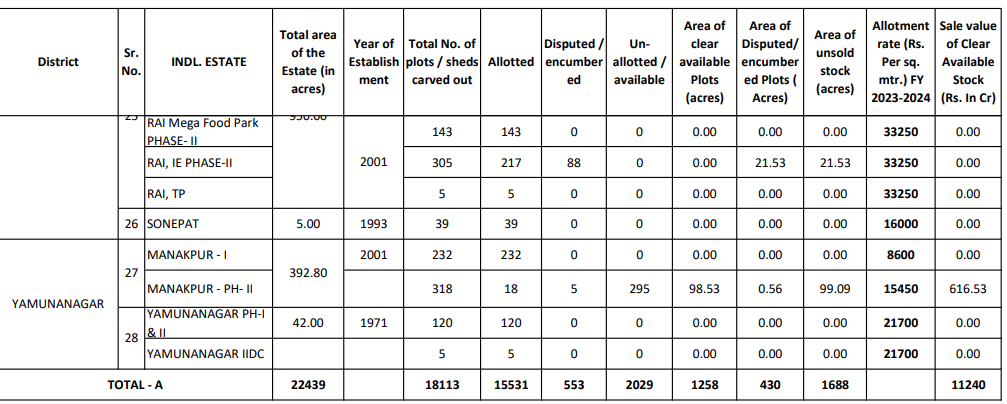 District Sr. No. INDL. ESTATE Total area of the Estate (in acres) Year of Establish ment Total No. of plots / sheds carved out Allotted Disputed / encumber ed Un- allotted / available Area of clear available Plots (acres) Area of Disputed/ encumber ed Plots ( Acres) Area of unsold stock (acres) Allotment rate (Rs. Per sq. mtr.) FY 2023-2024 Sale value of Clear Available Stock (Rs. In Cr)
RAI Mega Food Park PHASE- II 143 143 0 0 0.00 0.00 0.00 33250 0.00
2001
RAI, IE PHASE-II 305 217 88 0 0.00 21.53 21.53 33250 0.00
RAI, TP 5 5 0 0 0.00 0.00 0.00 33250 0.00
26 SONEPAT 5.00 1993 39 39 0 0 0.00 0.00 0.00 16000 0.00
YAMUNANAGAR
27 MANAKPUR - I 392.80 2001 232 232 0 0 0.00 0.00 0.00 8600 0.00
MANAKPUR - PH- II 318 18 5 295 98.53 0.56 99.09 15450 616.53
28 YAMUNANAGAR PH-I & II 42.00 1971 120 120 0 0 0.00 0.00 0.00 21700 0.00
YAMUNANAGAR IIDC 5 5 0 0 0.00 0.00 0.00 21700 0.00
TOTAL - A 22439 18113 15531 553 2029 1258 430 1688 11240